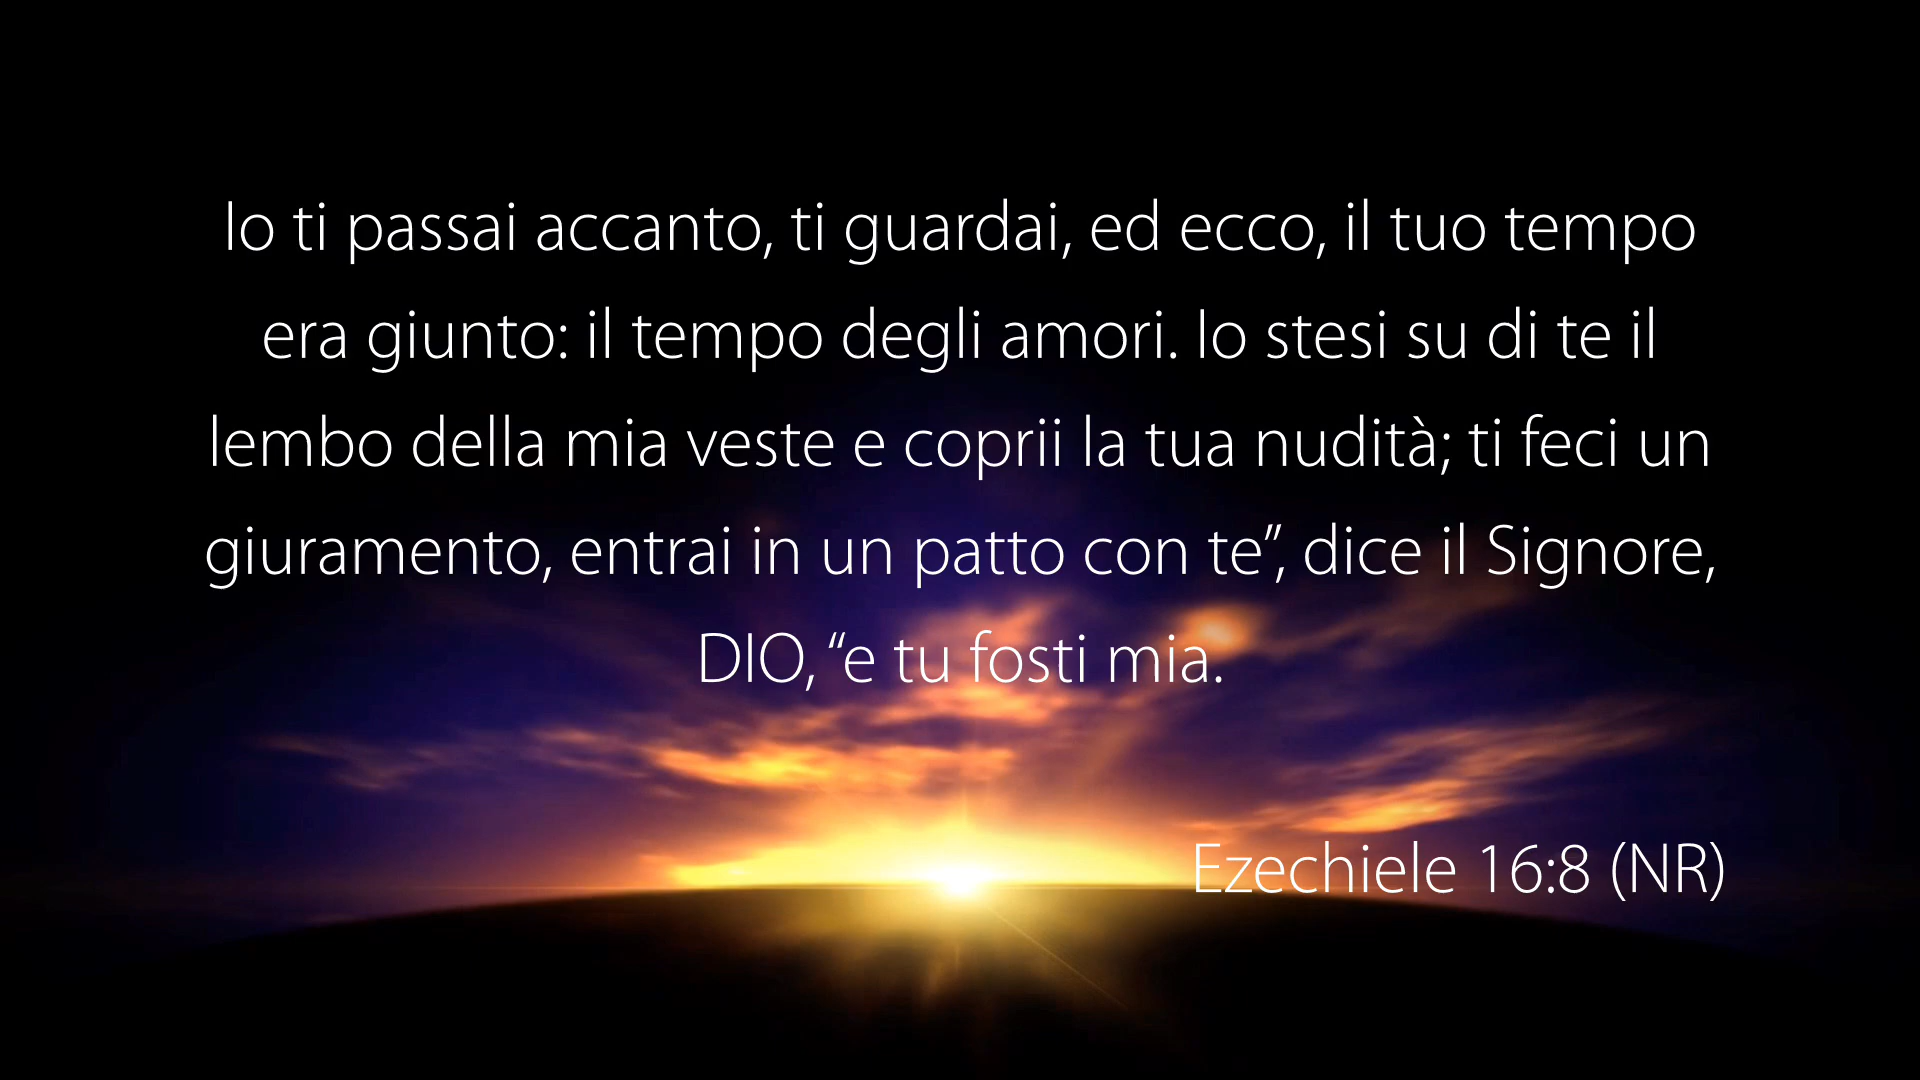 Io ti passai accanto, ti guardai, ed ecco, il tuo tempo
era giunto: il tempo degli amori. Io stesi su di te il
lembo della mia veste e coprii la tua nudità; ti feci un
giuramento, entrai in un patto con te”, dice il Signore,
DIO, “e tu fosti mia.
Ezechiele 16:8 (NR)